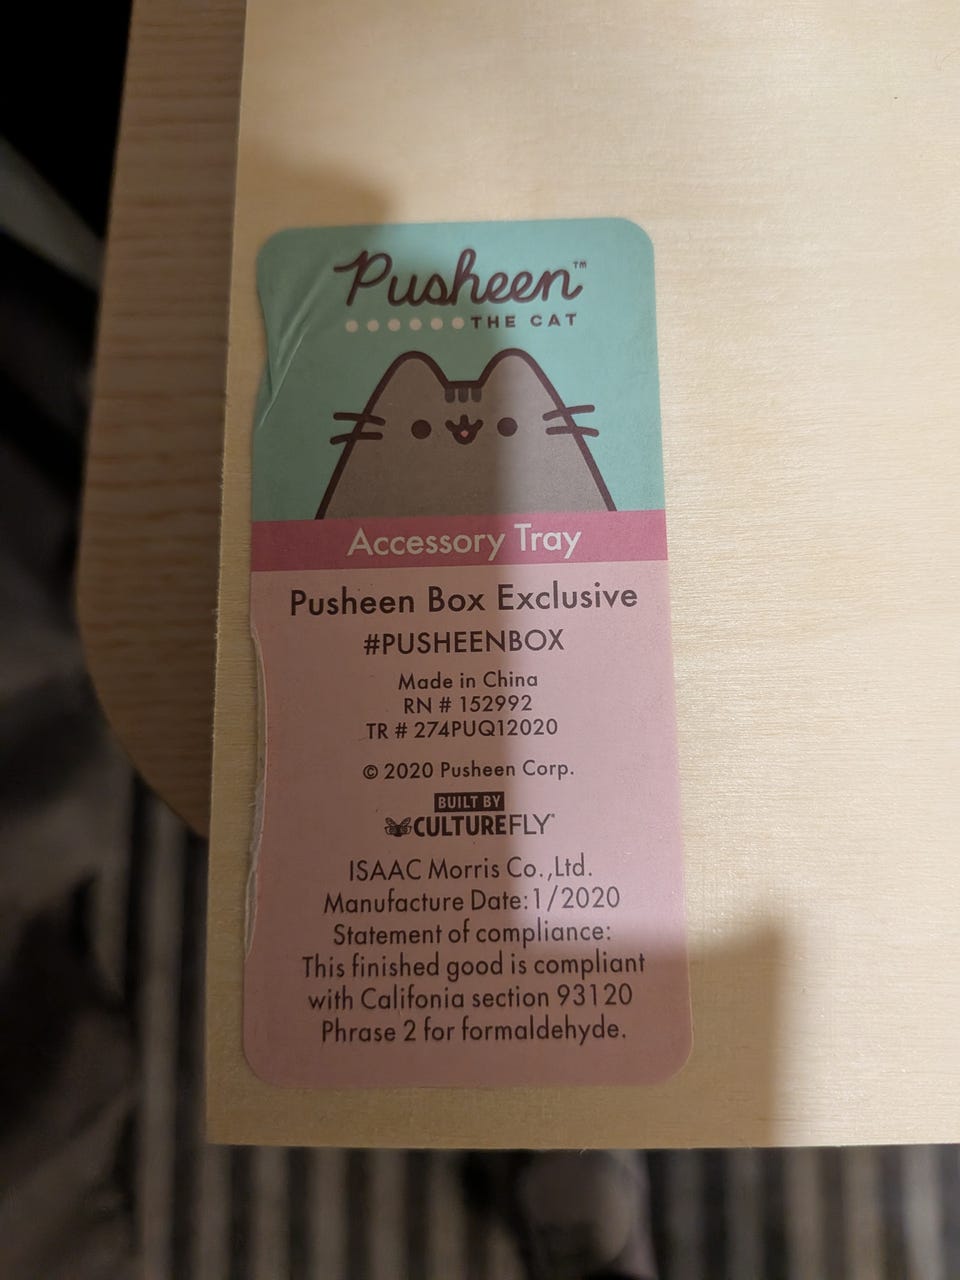 Pusheen™
THE CAT
Accessory Tray
Pusheen Box Exclusive
#PUSHEENBOX
Made in China
RN # 152992
TR # 274PUQ12020
© 2020 Pusheen Corp.
BUILT BY
CULTUREFLY
ISAAC Morris Co.,Ltd.
Manufacture Date:1/2020
Statement of compliance:
This finished good is compliant
with Califonia section 93120
Phrase 2 for formaldehyde.